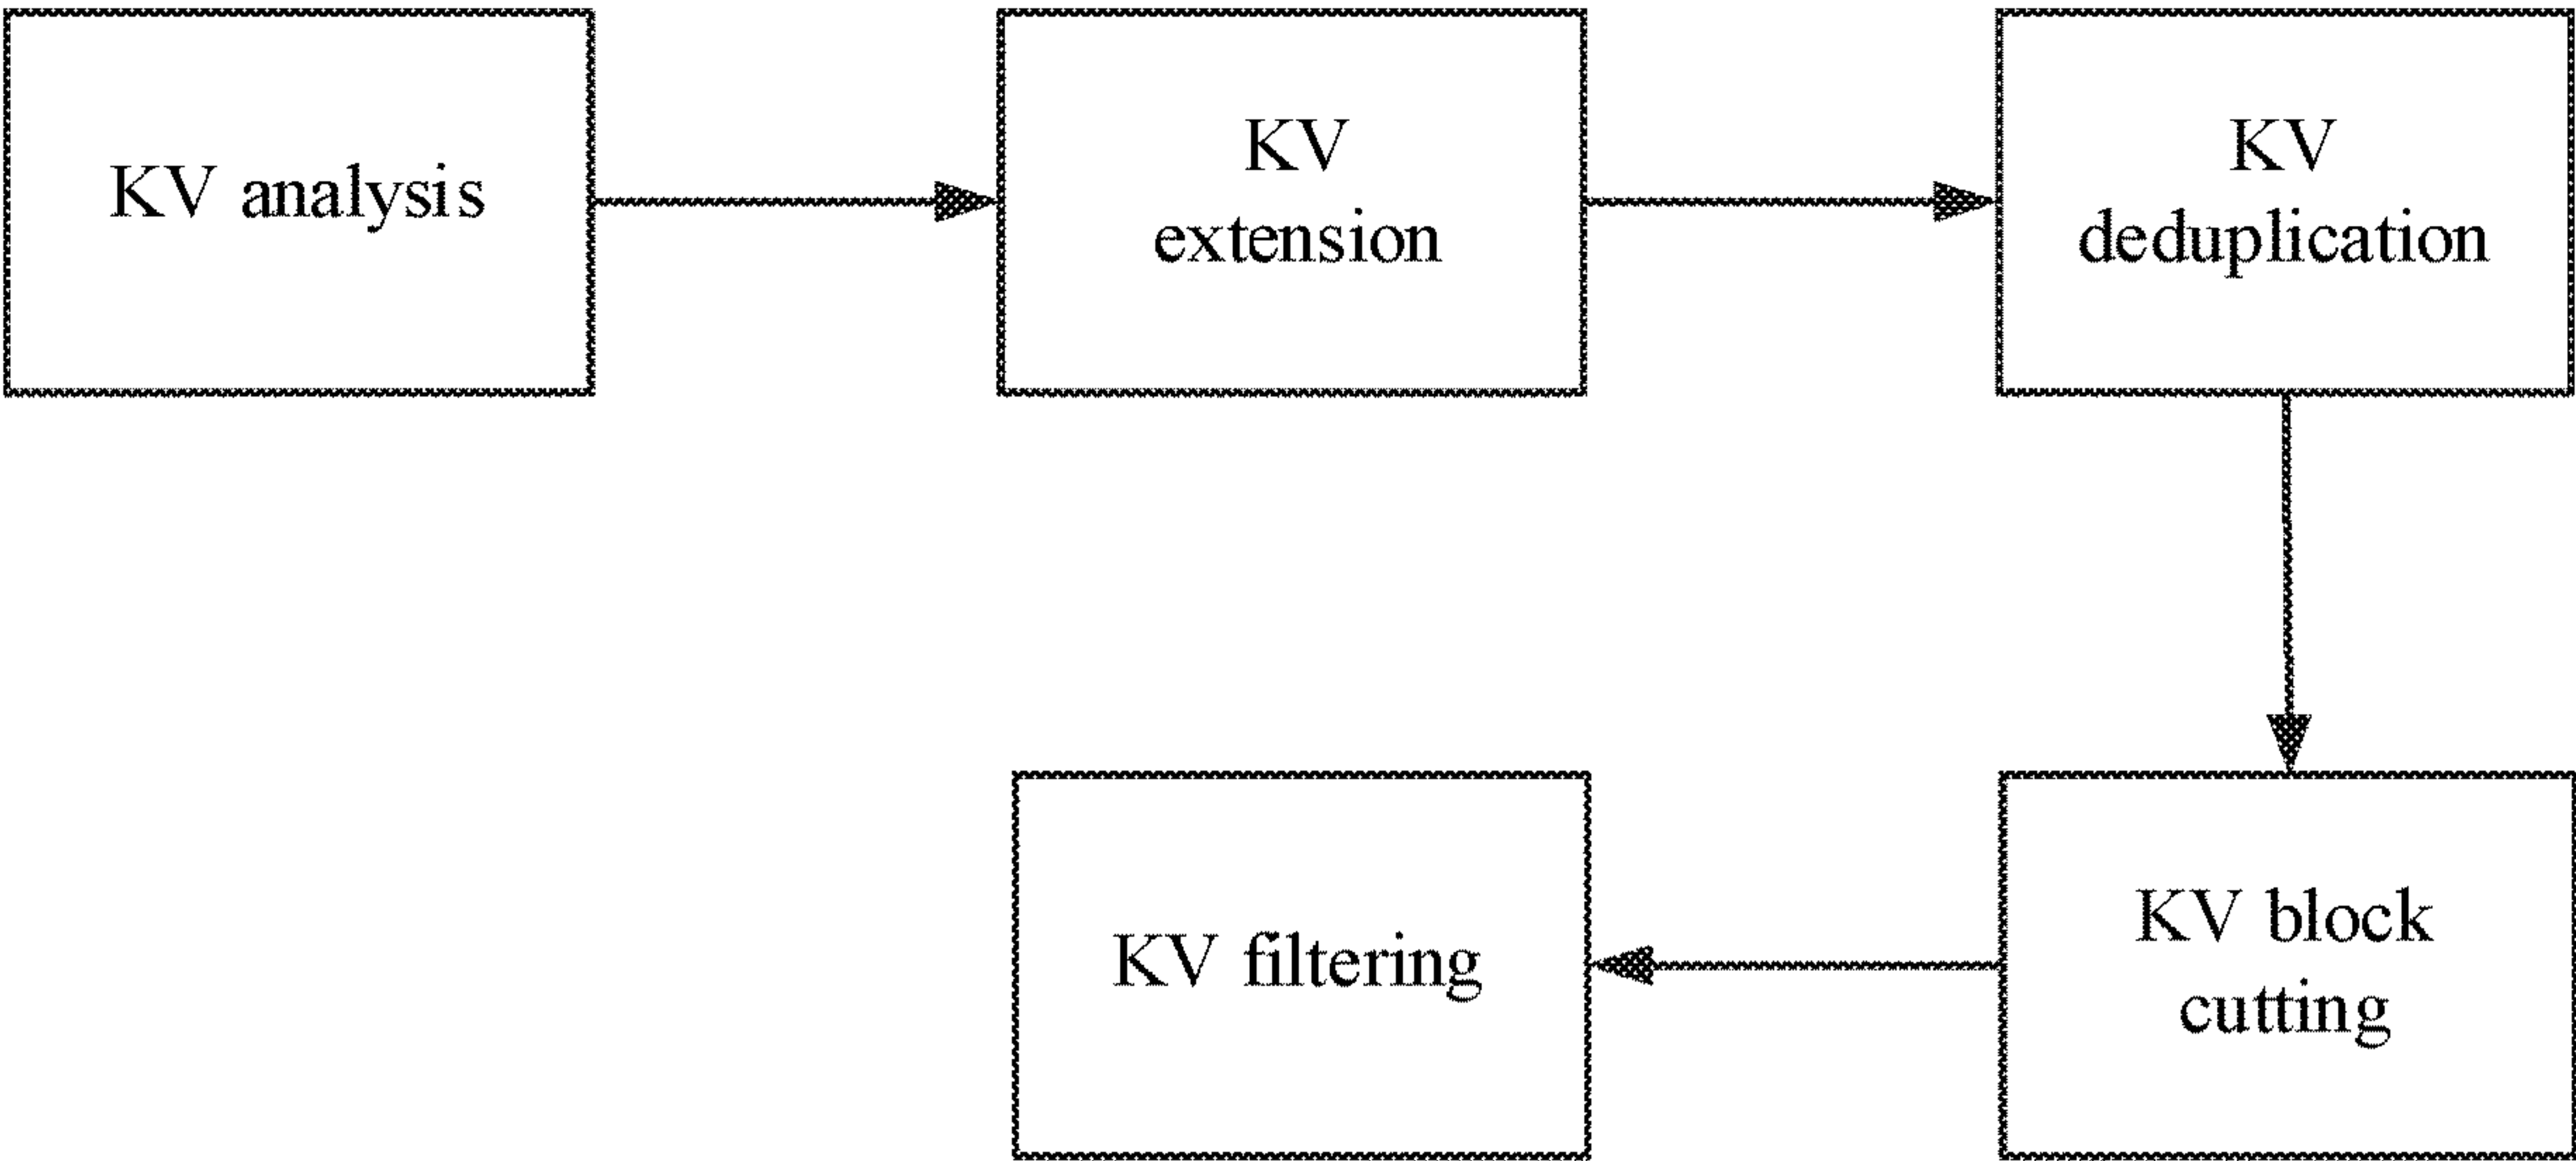 KV analysis
KV
extension
KV
deduplication
KV block
cutting
KV filtering